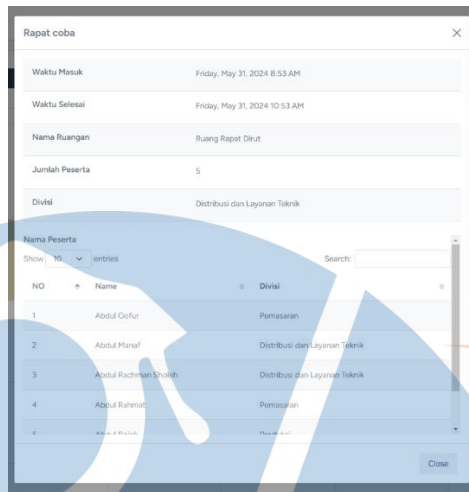 Rapat coba
Waktu Masuk Friday, May 31, 2024 8:53 AM
Waktu Selesai Friday, May 31, 2024 10:53 AM
Nama Ruangan Ruang Rapat Dirut
Jumlah Peserta 5
Divisi Distribusi dan Layanan Teknik
Nama Peserta
Show 10 entries Search:
NO Name Divisi
1 Abdul Gofur Pemasaran
2 Abdul Manaf Distribusi dan Layanan Teknik
3 Abdul Rachman Sholeh Distribusi dan Layanan Teknik
4 Abdul Rahmat Pemasaran
5 Abdul Produksi
Close